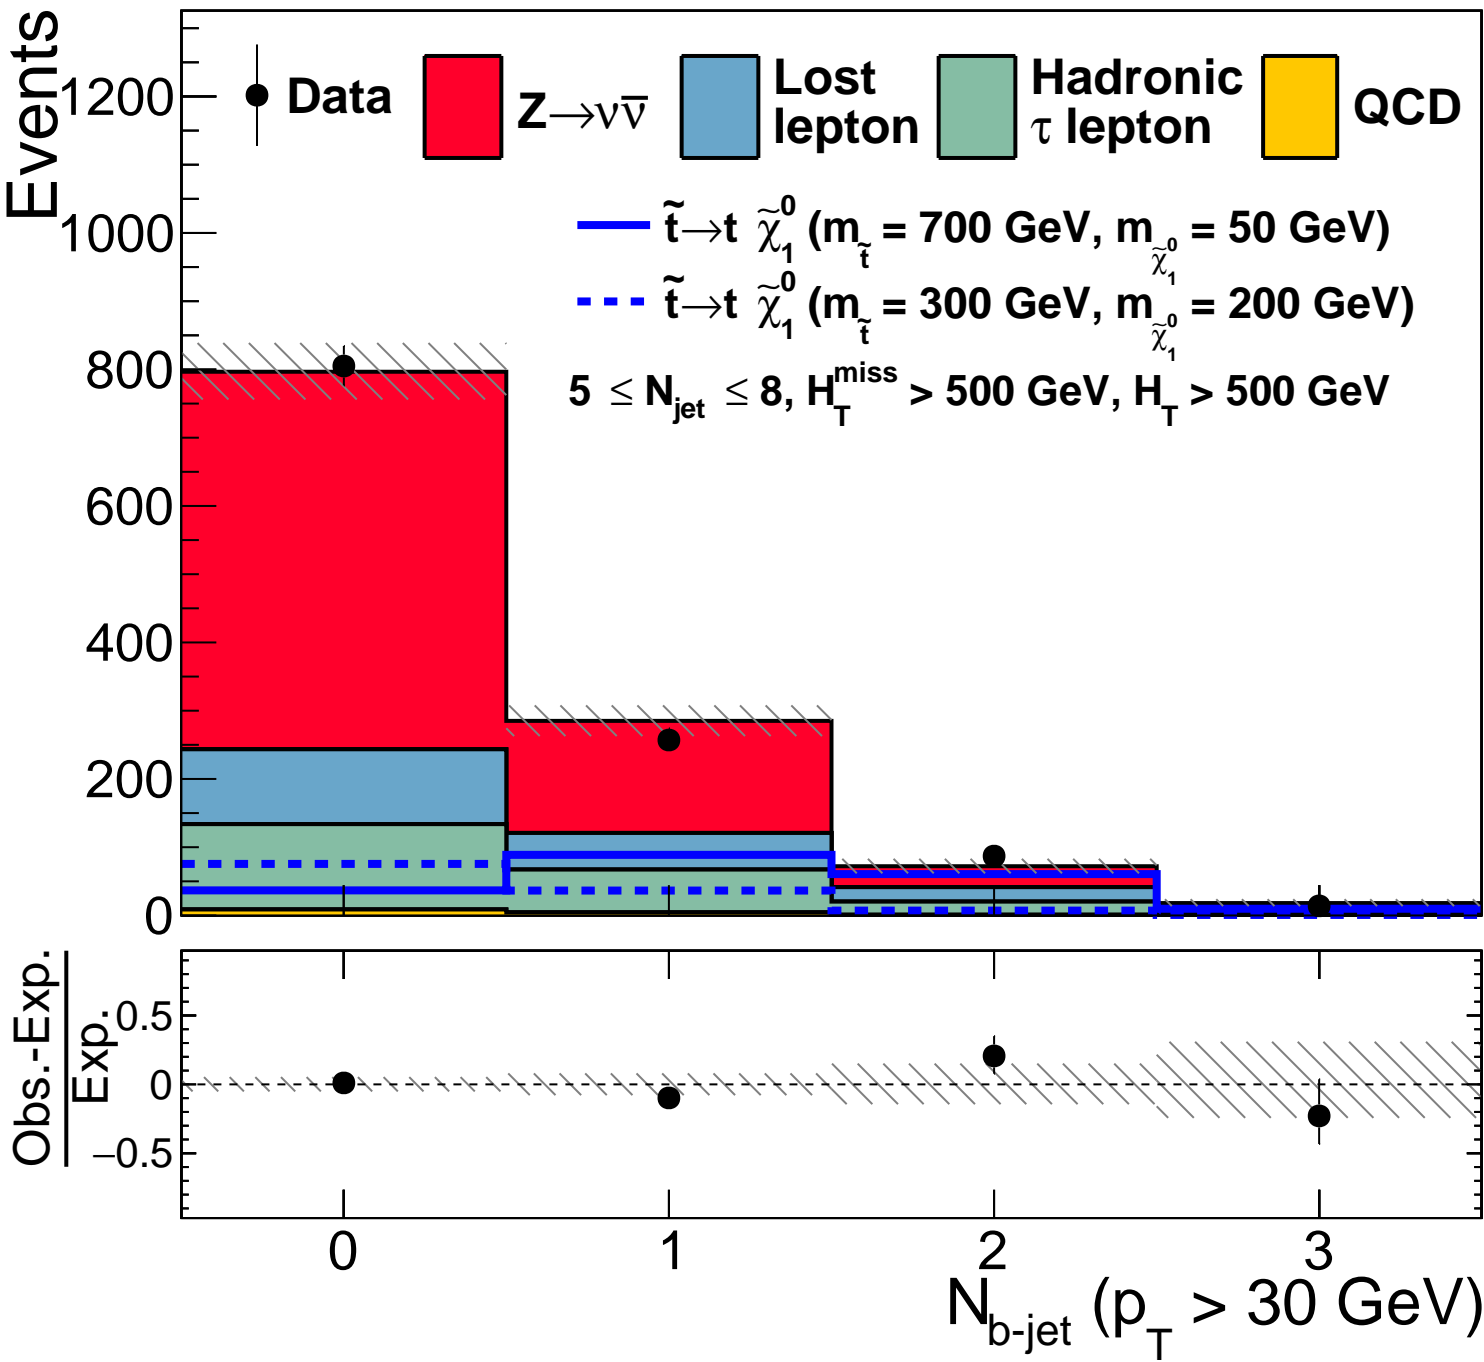 Events
1200
1000
800
600
400
200
0
Data
Z→νν̅
Lost
lepton
Hadronic
τ lepton
QCD
t̃→t χ̃₁⁰ (m_t̃ = 700 GeV, m_χ̃₁⁰ = 50 GeV)
t̃→t χ̃₁⁰ (m_t̃ = 300 GeV, m_χ̃₁⁰ = 200 GeV)
5 ≤ N_jet ≤ 8, H_T^miss > 500 GeV, H_T > 500 GeV
Obs.-Exp.
Exp.
0.5
0
−0.5
0 1 2 3
N_b-jet (p_T > 30 GeV)